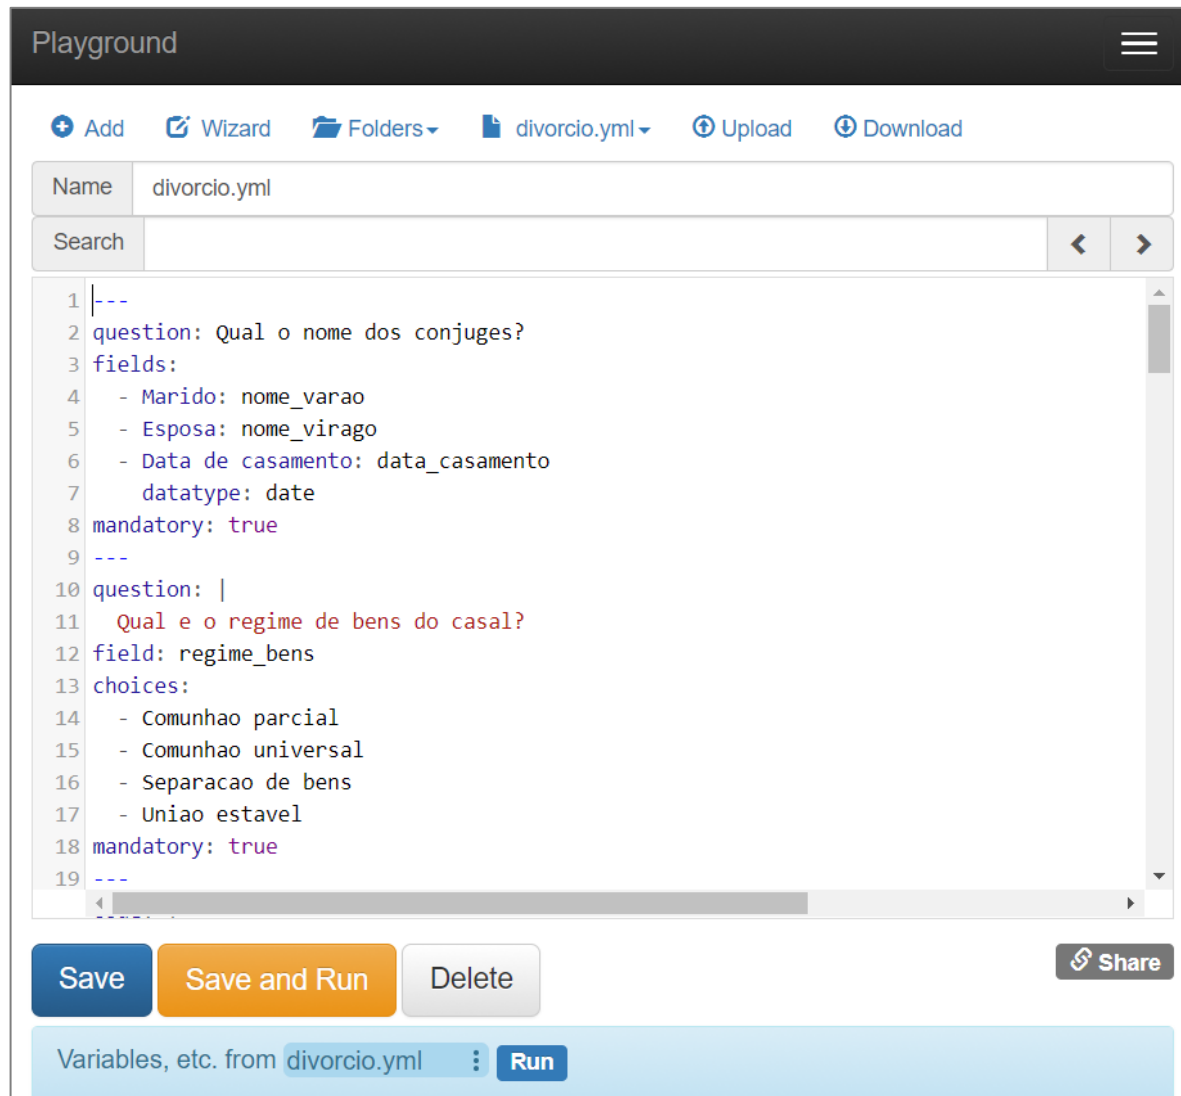 Playground
Add Wizard Folders divorcio.yml Upload Download
Name divorcio.yml
Search
1 ---
2 question: Qual o nome dos conjuges?
3 fields:
4   - Marido: nome_varao
5   - Esposa: nome_virago
6   - Data de casamento: data_casamento
7     datatype: date
8 mandatory: true
9 ---
10 question: |
11   Qual e o regime de bens do casal?
12 field: regime_bens
13 choices:
14   - Comunhao parcial
15   - Comunhao universal
16   - Separacao de bens
17   - Uniao estavel
18 mandatory: true
19 ---
Save Save and Run Delete Share
Variables, etc. from divorcio.yml Run